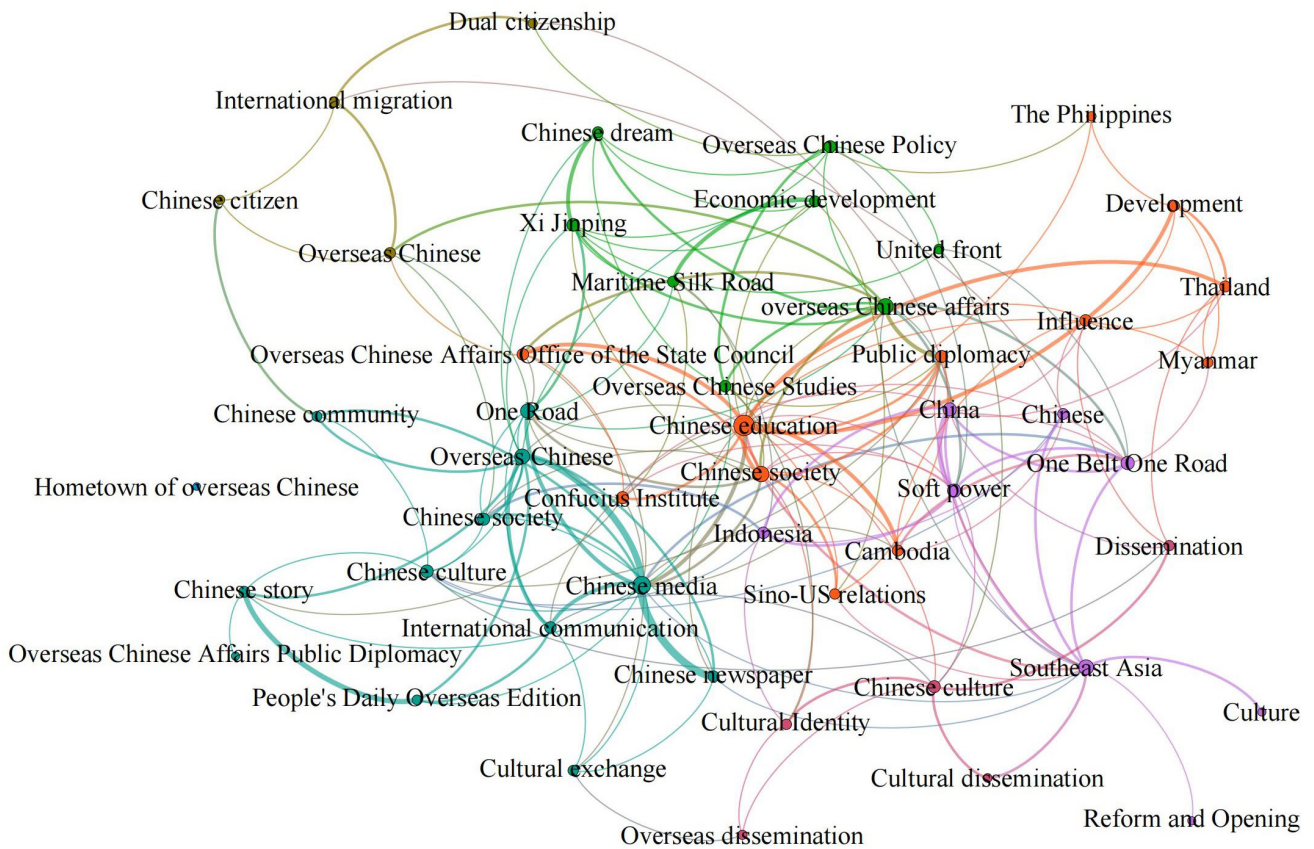 Dual citizenship
International migration
The Philippines
Chinese dream
Overseas Chinese Policy
Chinese citizen
Economic development
Development
Xi Jinping
Overseas Chinese
United front
Maritime Silk Road
Thailand
overseas Chinese affairs
Influence
Overseas Chinese Affairs Office of the State Council
Public diplomacy
Myanmar
Overseas Chinese Studies
Chinese community
One Road
China
Chinese
Chinese education
Overseas Chinese
One Belt One Road
Chinese society
Hometown of overseas Chinese
Confucius Institute
Soft power
Chinese society
Indonesia
Dissemination
Cambodia
Chinese culture
Chinese story
Chinese media
Sino-US relations
International communication
Overseas Chinese Affairs Public Diplomacy
Southeast Asia
Chinese newspaper
Chinese culture
People's Daily Overseas Edition
Culture
Cultural Identity
Cultural exchange
Cultural dissemination
Reform and Opening
Overseas dissemination